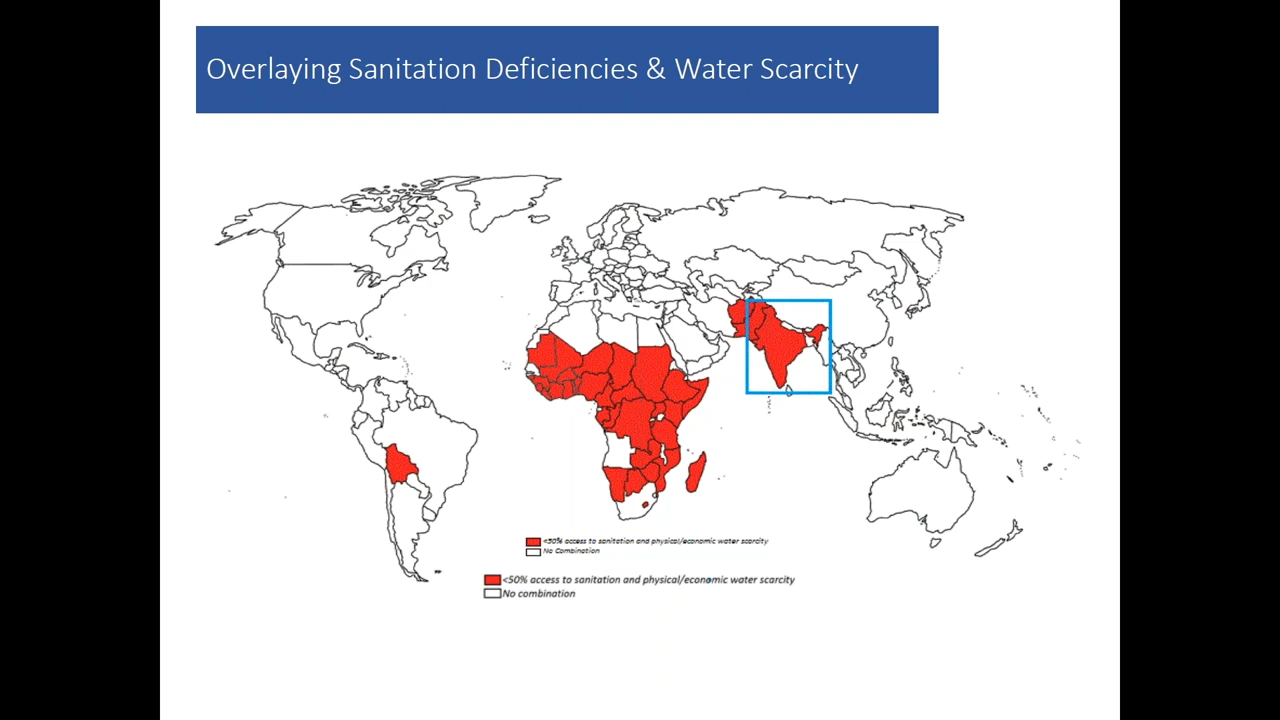 Overlaying Sanitation Deficiencies & Water Scarcity
<50% access to sanitation and physical/economic water scarcity
No Combination
<50% access to sanitation and physical/economic water scarcity
No combination